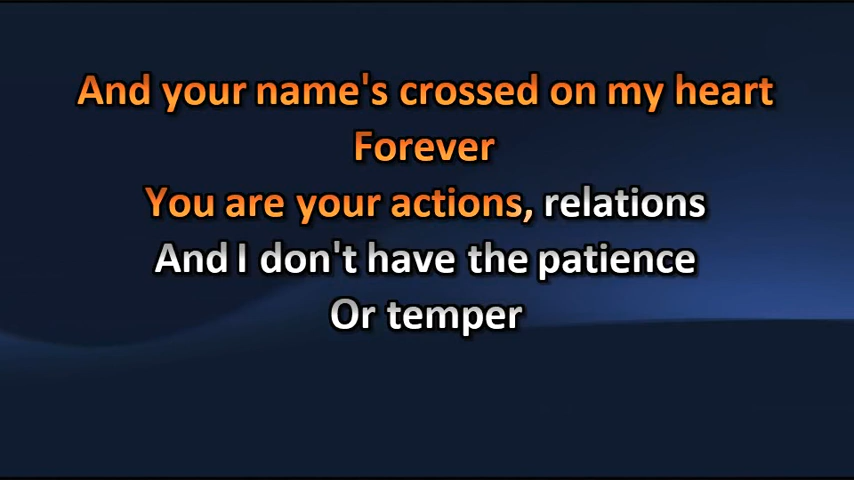 And your name's crossed on my heart
Forever
You are your actions, relations
And I don't have the patience
Or temper